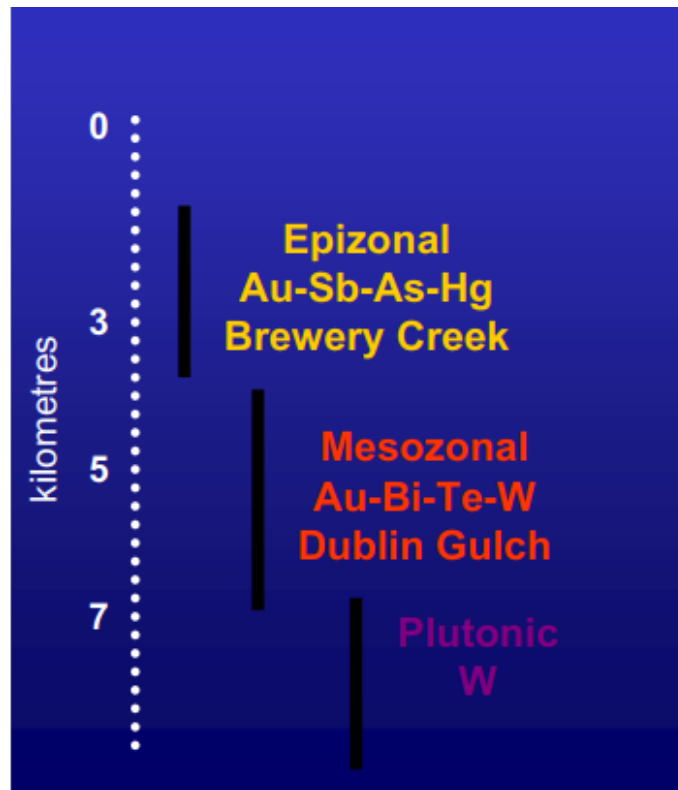 0
Epizonal
Au-Sb-As-Hg
3
Brewery Creek
kilometres
Mesozonal
5
Au-Bi-Te-W
Dublin Gulch
7
Plutonic
W